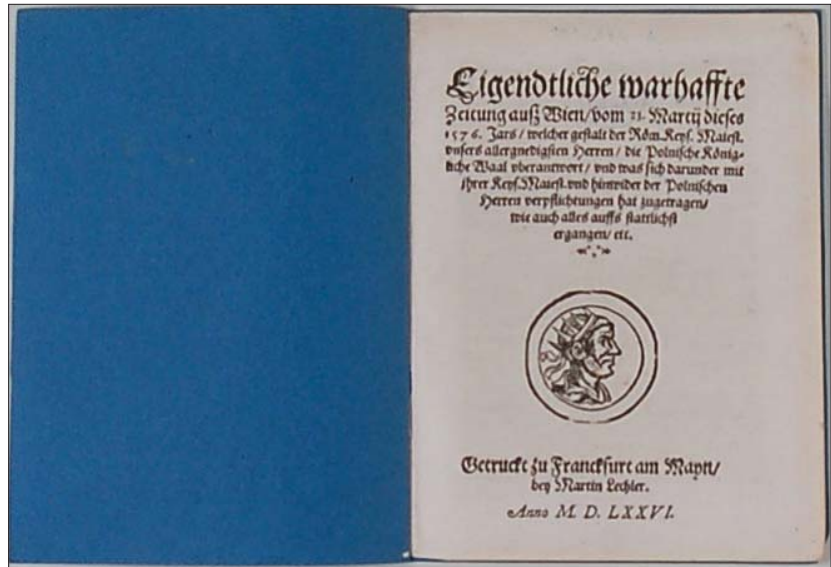 Eigendtliche warhaffte
Zeitung auß Wien/vom 23. Martij dieses
1576. Jars / welcher gestalt der Röm. Keys. Maiest.
vnsers allergnedigsten Herren / die Polnische König-
liche Waal vberantwort / vnd was sich darunder mit
jhrer Keys. Maiest. vnd hinwider der Polnischen
Herren verpflichtungen hat zugetragen/
wie auch alles auffs stattlichst
ergangen/ etc.
Getruckt zu Franckfurt am Mayn/
bey Martin Lechler.
Anno M. D. LXXVI.